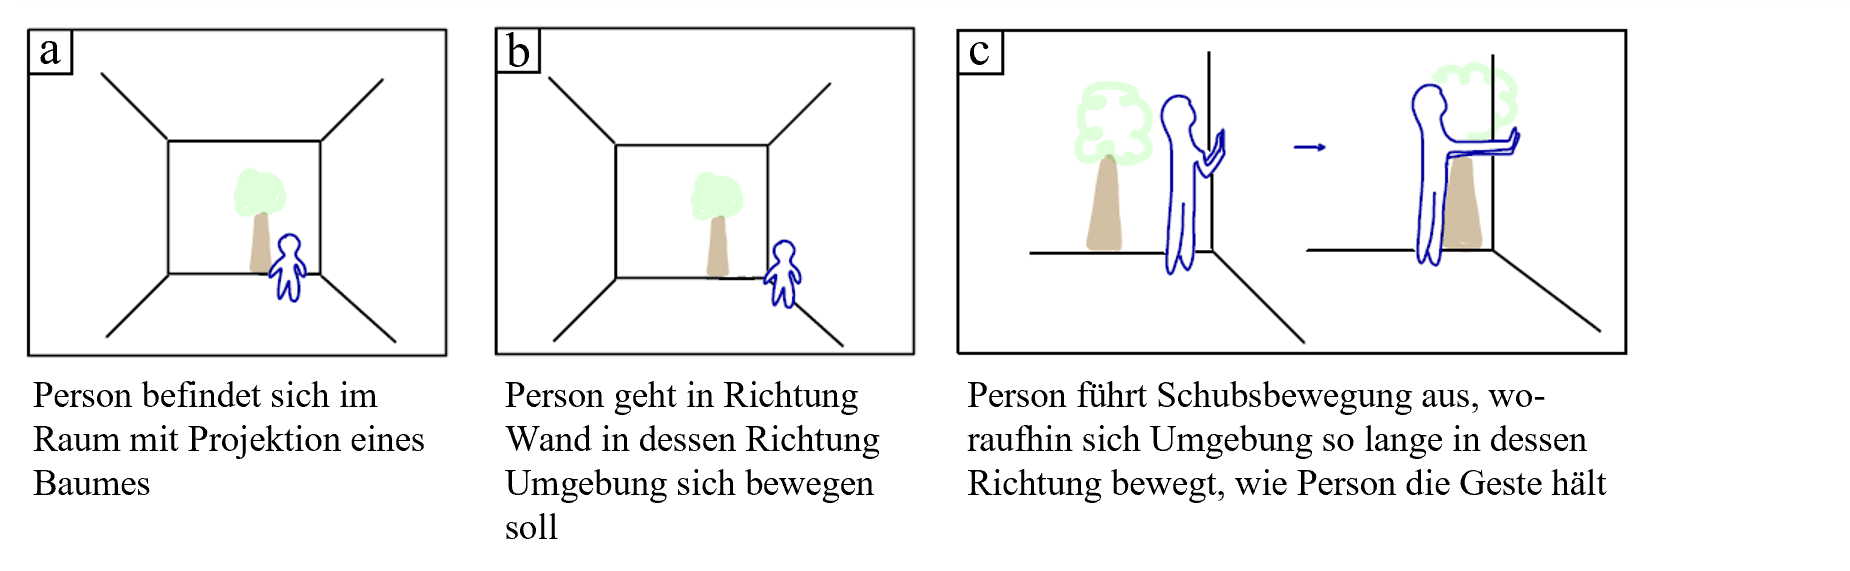 a
b
c
Person befindet sich im
Raum mit Projektion eines
Baumes
Person geht in Richtung
Wand in dessen Richtung
Umgebung sich bewegen
soll
Person führt Schubsbewegung aus, wo-
raufhin sich Umgebung so lange in dessen
Richtung bewegt, wie Person die Geste hält